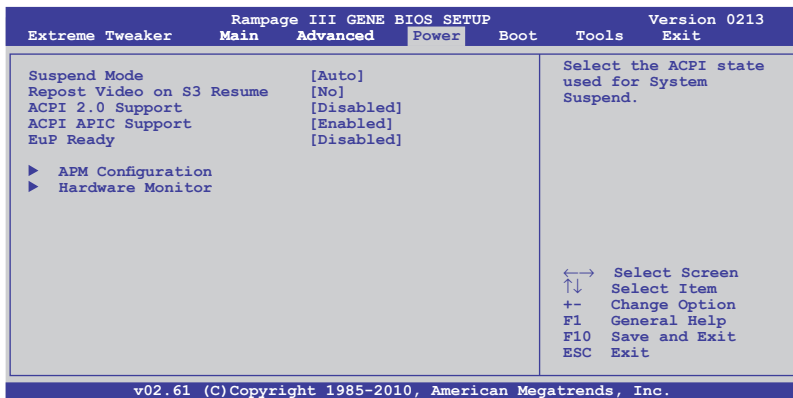 Rampage III GENE BIOS SETUP Version 0213
Extreme Tweaker Main Advanced Power Boot Tools Exit
Suspend Mode [Auto]
Repost Video on S3 Resume [No]
ACPI 2.0 Support [Disabled]
ACPI APIC Support [Enabled]
EuP Ready [Disabled]
▶ APM Configuration
▶ Hardware Monitor
Select the ACPI state
used for System
Suspend.
←→ Select Screen
↑↓ Select Item
+- Change Option
F1 General Help
F10 Save and Exit
ESC Exit
v02.61 (C)Copyright 1985-2010, American Megatrends, Inc.